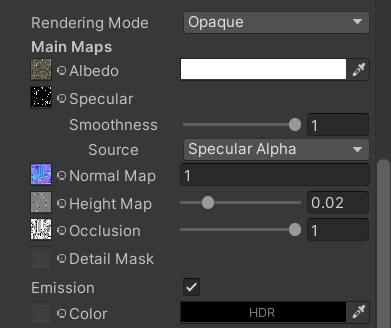 Rendering Mode Opaque
Main Maps
Albedo
Specular
Smoothness 1
Source Specular Alpha
Normal Map 1
Height Map 0.02
Occlusion 1
Detail Mask
Emission
Color HDR